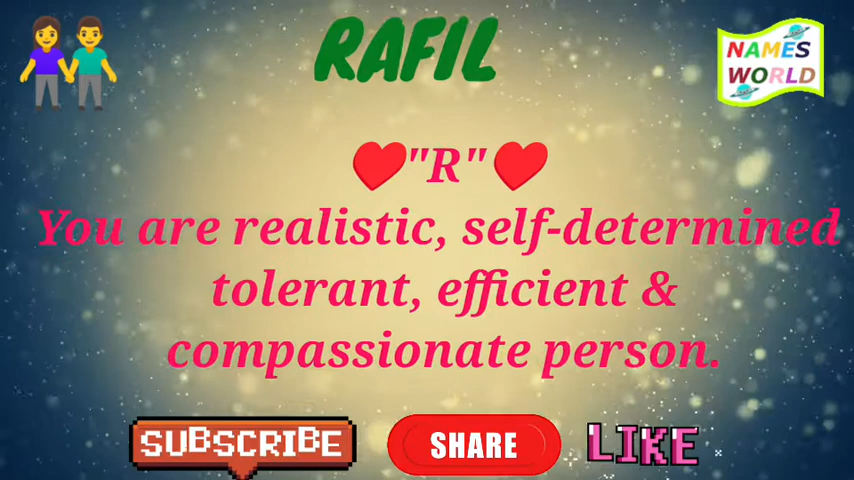 RAFIL
NAMES
WORLD
❤"R"❤
You are realistic, self-determined
tolerant, efficient &
compassionate person.
SUBSCRIBE
SHARE
LIKE